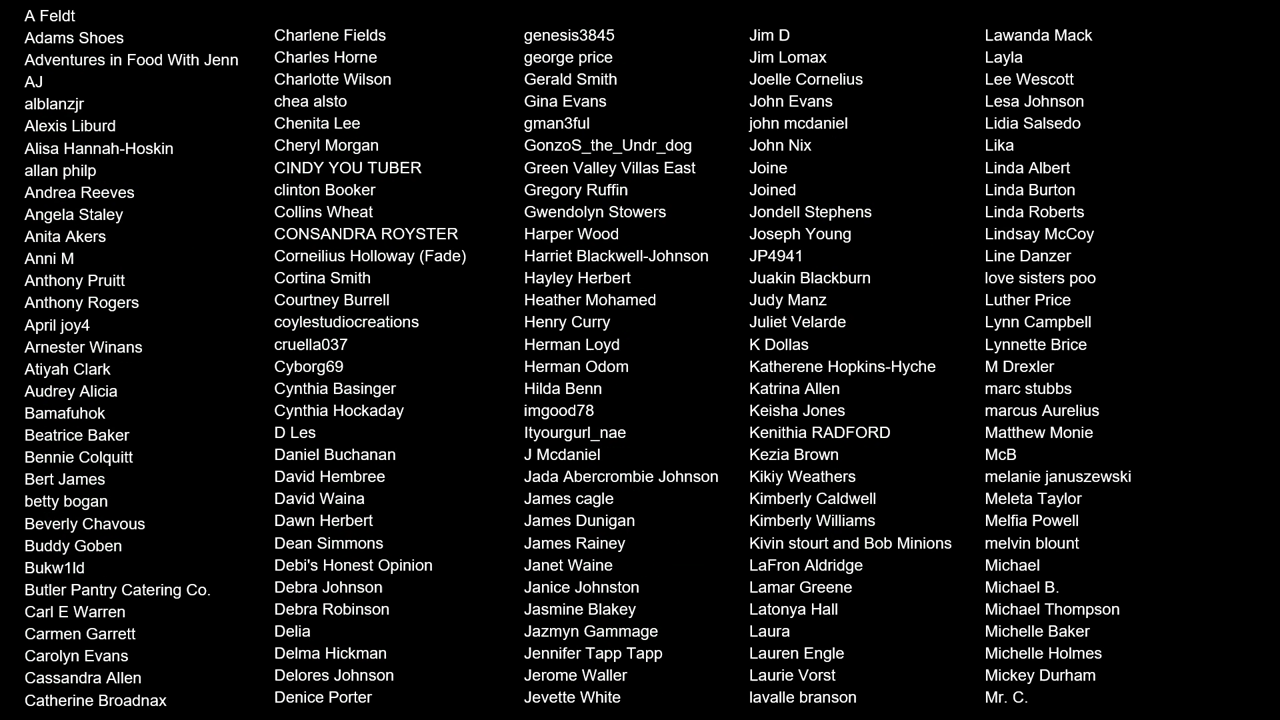 A Feldt
Adams Shoes
Adventures in Food With Jenn
AJ
alblanzjr
Alexis Liburd
Alisa Hannah-Hoskin
allan philp
Andrea Reeves
Angela Staley
Anita Akers
Anni M
Anthony Pruitt
Anthony Rogers
April joy4
Arnester Winans
Atiyah Clark
Audrey Alicia
Bamafuhok
Beatrice Baker
Bennie Colquitt
Bert James
betty bogan
Beverly Chavous
Buddy Goben
Bukw1ld
Butler Pantry Catering Co.
Carl E Warren
Carmen Garrett
Carolyn Evans
Cassandra Allen
Catherine Broadnax
Charlene Fields
Charles Horne
Charlotte Wilson
chea alsto
Chenita Lee
Cheryl Morgan
CINDY YOU TUBER
clinton Booker
Collins Wheat
CONSANDRA ROYSTER
Corneilius Holloway (Fade)
Cortina Smith
Courtney Burrell
coylestudiocreations
cruella037
Cyborg69
Cynthia Basinger
Cynthia Hockaday
D Les
Daniel Buchanan
David Hembree
David Waina
Dawn Herbert
Dean Simmons
Debi's Honest Opinion
Debra Johnson
Debra Robinson
Delia
Delma Hickman
Delores Johnson
Denice Porter
genesis3845
george price
Gerald Smith
Gina Evans
gman3ful
GonzoS_the_Undr_dog
Green Valley Villas East
Gregory Ruffin
Gwendolyn Stowers
Harper Wood
Harriet Blackwell-Johnson
Hayley Herbert
Heather Mohamed
Henry Curry
Herman Loyd
Herman Odom
Hilda Benn
imgood78
Ityourgurl_nae
J Mcdaniel
Jada Abercrombie Johnson
James cagle
James Dunigan
James Rainey
Janet Waine
Janice Johnston
Jasmine Blakey
Jazmyn Gammage
Jennifer Tapp Tapp
Jerome Waller
Jevette White
Jim D
Jim Lomax
Joelle Cornelius
John Evans
john mcdaniel
John Nix
Joine
Joined
Jondell Stephens
Joseph Young
JP4941
Juakin Blackburn
Judy Manz
Juliet Velarde
K Dollas
Katherene Hopkins-Hyche
Katrina Allen
Keisha Jones
Kenithia RADFORD
Kezia Brown
Kikiy Weathers
Kimberly Caldwell
Kimberly Williams
Kivin stourt and Bob Minions
LaFron Aldridge
Lamar Greene
Latonya Hall
Laura
Lauren Engle
Laurie Vorst
lavalle branson
Lawanda Mack
Layla
Lee Wescott
Lesa Johnson
Lidia Salsedo
Lika
Linda Albert
Linda Burton
Linda Roberts
Lindsay McCoy
Line Danzer
love sisters poo
Luther Price
Lynn Campbell
Lynnette Brice
M Drexler
marc stubbs
marcus Aurelius
Matthew Monie
McB
melanie januszewski
Meleta Taylor
Melfia Powell
melvin blount
Michael
Michael B.
Michael Thompson
Michelle Baker
Michelle Holmes
Mickey Durham
Mr. C.